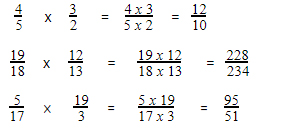 4/5 x 3/2 = 4 x 3/5 x 2 = 12/10
19/18 x 12/13 = 19 x 12/18 x 13 = 228/234
5/17 x 19/3 = 5 x 19/17 x 3 = 95/51